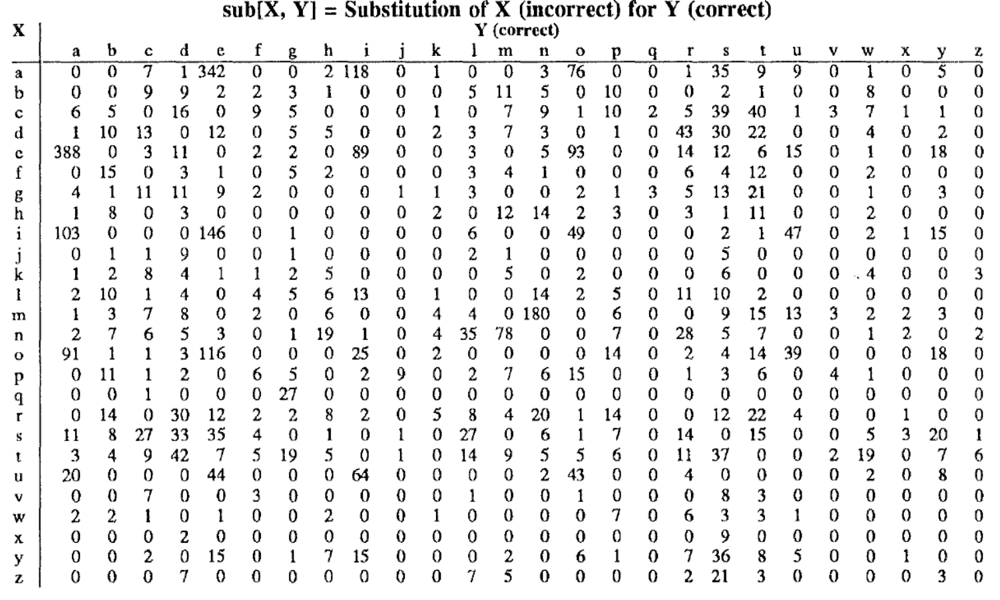 sub[X, Y] = Substitution of X (incorrect) for Y (correct)
X Y (correct)
a b c d e f g h i j k l m n o p q r s t u v w x y z
a 0 0 7 1 342 0 0 2 118 0 1 0 0 3 76 0 0 1 35 9 9 0 1 0 5 0
b 0 0 9 9 2 2 3 1 0 0 0 5 11 5 0 10 0 0 2 1 0 0 8 0 0 0
c 6 5 0 16 0 9 5 0 0 0 1 0 7 9 1 10 2 5 39 40 1 3 7 1 1 0
d 1 10 13 0 12 0 5 5 0 0 2 3 7 3 0 1 0 43 30 22 0 0 4 0 2 0
e 388 0 3 11 0 2 2 0 89 0 0 3 0 5 93 0 0 14 12 6 15 0 1 0 18 0
f 0 15 0 3 1 0 5 2 0 0 0 3 4 1 0 0 0 6 4 12 0 0 2 0 0 0
g 4 1 11 11 9 2 0 0 0 1 1 3 0 0 2 1 3 5 13 21 0 0 1 0 3 0
h 1 8 0 3 0 0 0 0 0 0 2 0 12 14 2 3 0 3 1 11 0 0 2 0 0 0
i 103 0 0 0 146 0 1 0 0 0 0 6 0 0 49 0 0 0 2 1 47 0 2 1 15 0
j 0 1 1 9 0 0 1 0 0 0 0 2 1 0 0 0 0 0 5 0 0 0 0 0 0 0
k 1 2 8 4 1 1 2 5 0 0 0 0 5 0 2 0 0 0 6 0 0 0 4 0 0 3
l 2 10 1 4 0 4 5 6 13 0 1 0 0 14 2 5 0 11 10 2 0 0 0 0 0 0
m 1 3 7 8 0 2 0 6 0 0 4 4 0 180 0 6 0 0 9 15 13 3 2 2 3 0
n 2 7 6 5 3 0 1 19 1 0 4 35 78 0 0 7 0 28 5 7 0 0 1 2 0 2
o 91 1 1 3 116 0 0 0 25 0 2 0 0 0 0 14 0 2 4 14 39 0 0 0 18 0
p 0 11 1 2 0 6 5 0 2 9 0 2 7 6 15 0 0 1 3 6 0 4 1 0 0 0
q 0 0 1 0 0 0 27 0 0 0 0 0 0 0 0 0 0 0 0 0 0 0 0 0 0 0
r 0 14 0 30 12 2 2 8 2 0 5 8 4 20 1 14 0 0 12 22 4 0 0 1 0 0
s 11 8 27 33 35 4 0 1 0 1 0 27 0 6 1 7 0 14 0 15 0 0 5 3 20 1
t 3 4 9 42 7 5 19 5 0 1 0 14 9 5 5 6 0 11 37 0 0 2 19 0 7 6
u 20 0 0 0 44 0 0 0 64 0 0 0 0 2 43 0 0 4 0 0 0 0 2 0 8 0
v 0 0 7 0 0 3 0 0 0 0 0 1 0 0 1 0 0 0 8 3 0 0 0 0 0 0
w 2 2 1 0 1 0 0 2 0 0 1 0 0 0 0 7 0 6 3 3 1 0 0 0 0 0
x 0 0 0 2 0 0 0 0 0 0 0 0 0 0 0 0 0 0 9 0 0 0 0 0 0 0
y 0 0 2 0 15 0 1 7 15 0 0 0 2 0 6 1 0 7 36 8 5 0 0 1 0 0
z 0 0 0 7 0 0 0 0 0 0 0 7 5 0 0 0 0 2 21 3 0 0 0 0 3 0